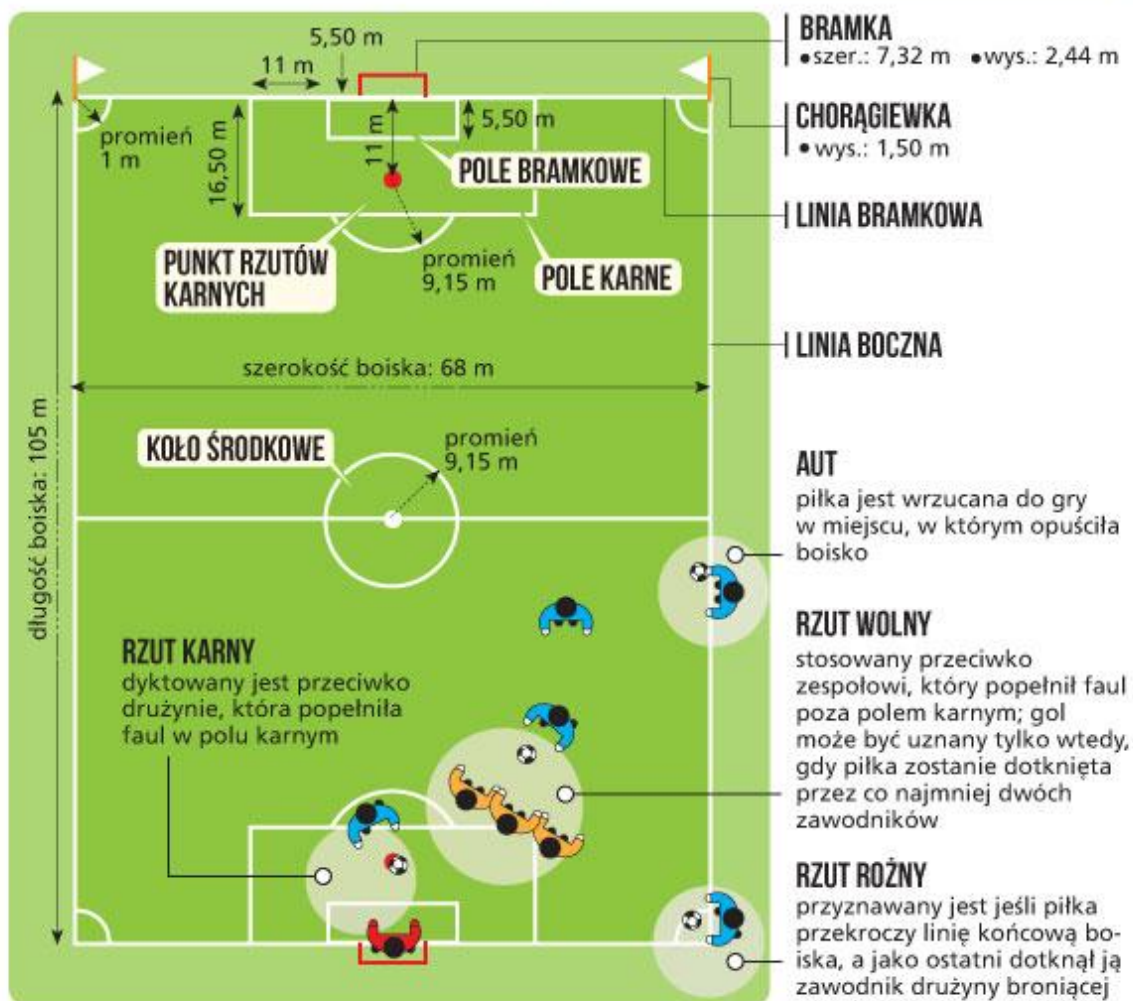 5,50 m
11 m
promień
1 m
16,50 m
11 m
5,50 m
POLE BRAMKOWE
PUNKT RZUTÓW
KARNYCH
promień
9,15 m
POLE KARNE
szerokość boiska: 68 m
długość boiska: 105 m
KOŁO ŚRODKOWE
promień
9,15 m
RZUT KARNY
dyktowany jest przeciwko
drużynie, która popełniła
faul w polu karnym
BRAMKA
• szer.: 7,32 m • wys.: 2,44 m
CHORĄGIEWKA
• wys.: 1,50 m
LINIA BRAMKOWA
LINIA BOCZNA
AUT
piłka jest wrzucana do gry
w miejscu, w którym opuściła
boisko
RZUT WOLNY
stosowany przeciwko
zespołowi, który popełnił faul
poza polem karnym; gol
może być uznany tylko wtedy,
gdy piłka zostanie dotknięta
przez co najmniej dwóch
zawodników
RZUT ROŻNY
przyznawany jest jeśli piłka
przekroczy linię końcową bo-
iska, a jako ostatni dotknął ją
zawodnik drużyny broniącej